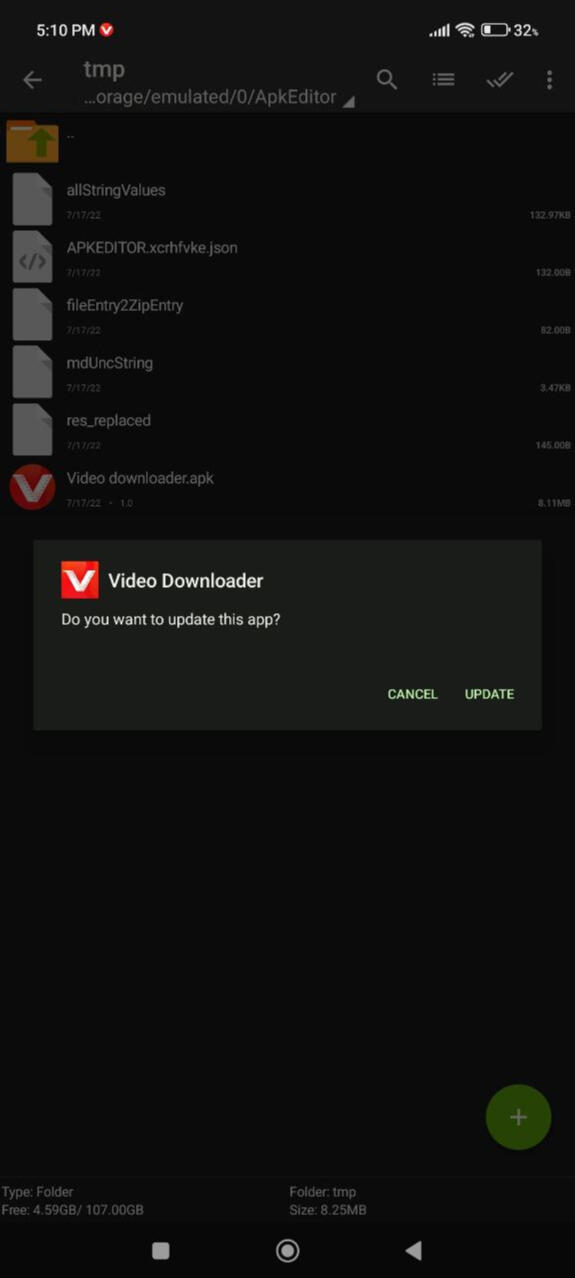 5:10 PM
32%
tmp
...orage/emulated/0/ApkEditor
..
allStringValues
7/17/22
132.97KB
APKEDITOR.xcrhfvke.json
7/17/22
132.00B
fileEntry2ZipEntry
7/17/22
82.00B
mdUncString
7/17/22
3.47KB
res_replaced
7/17/22
145.00B
Video downloader.apk
7/17/22 - 1.0
8.11MB
Video Downloader
Do you want to update this app?
CANCEL UPDATE
Type: Folder
Folder: tmp
Free: 4.59GB/ 107.00GB
Size: 8.25MB